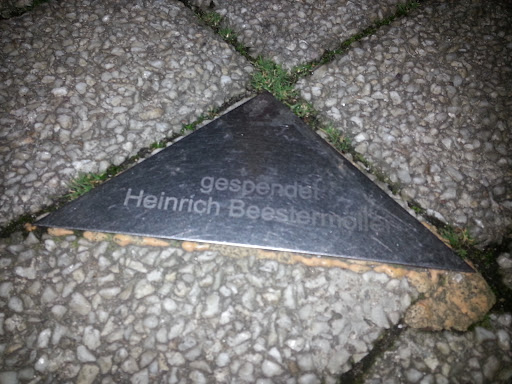 gespendet
Heinrich Beestermöller